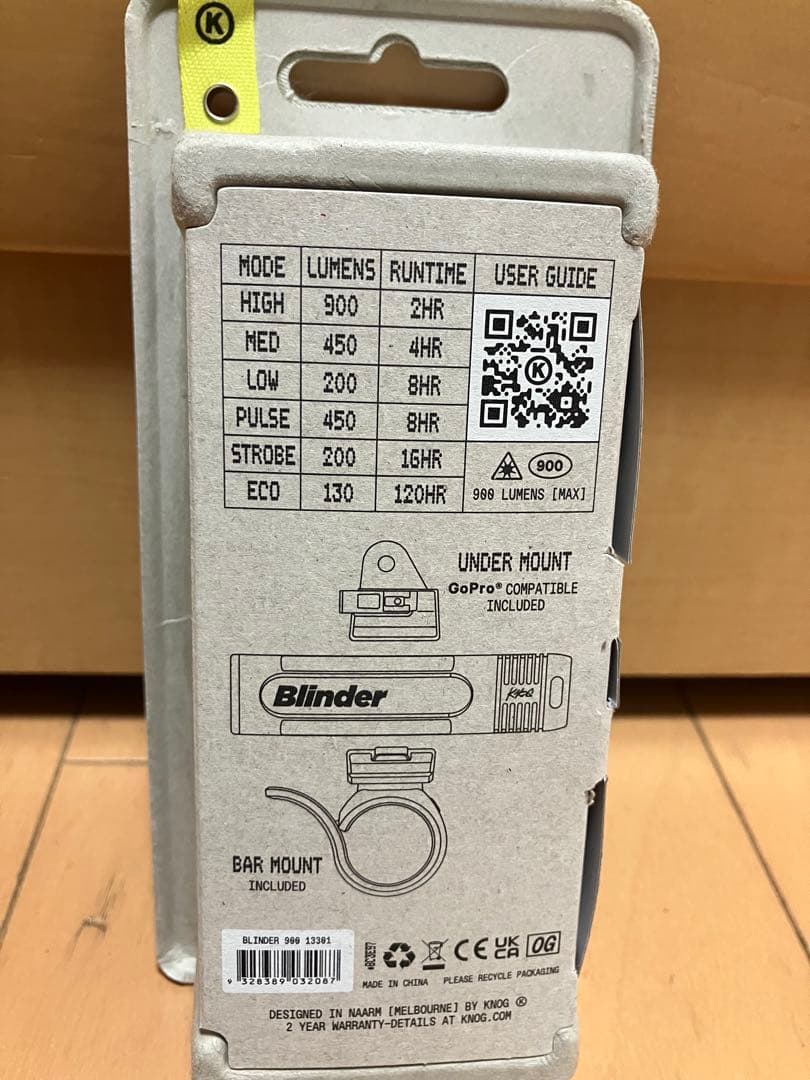 K
MODE LUMENS RUNTIME USER GUIDE
HIGH 900 2HR
MED 450 4HR
LOW 200 8HR
PULSE 450 8HR
STROBE 200 16HR
ECO 130 120HR
K
900
900 LUMENS [MAX]
UNDER MOUNT
GoPro® COMPATIBLE
INCLUDED
Blinder
Knog
BAR MOUNT
INCLUDED
BLINDER 900 13301
9 328389 032087
CE UK CA OG
MADE IN CHINA PLEASE RECYCLE PACKAGING
DESIGNED IN NAARM [MELBOURNE] BY KNOG K
2 YEAR WARRANTY-DETAILS AT KNOG.COM